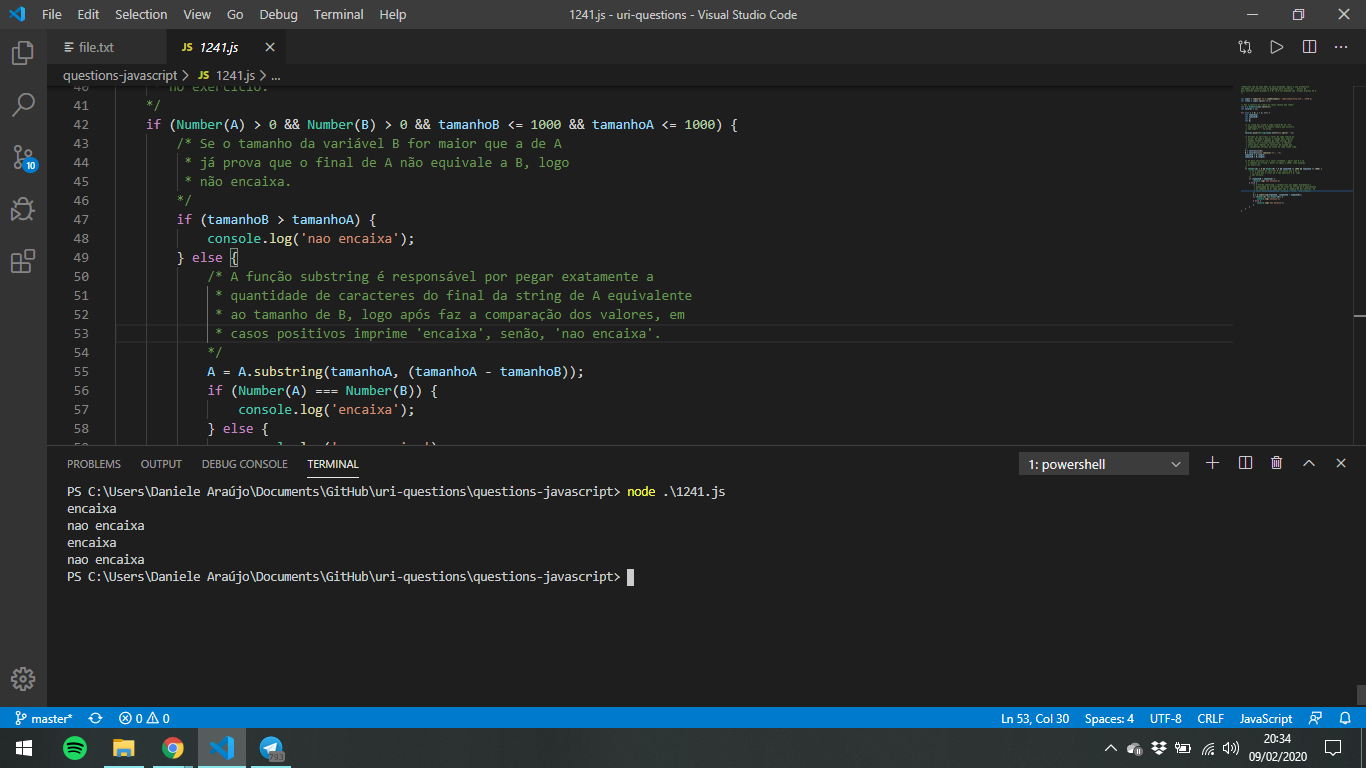 File Edit Selection View Go Debug Terminal Help
1241.js - uri-questions - Visual Studio Code
file.txt
JS 1241.js
questions-javascript > JS 1241.js > ...
40 no exercício.
41 */
42 if (Number(A) > 0 && Number(B) > 0 && tamanhoB <= 1000 && tamanhoA <= 1000) {
43 /* Se o tamanho da variável B for maior que a de A
44 * já prova que o final de A não equivale a B, logo
45 * não encaixa.
46 */
47 if (tamanhoB > tamanhoA) {
48 console.log('nao encaixa');
49 } else {
50 /* A função substring é responsável por pegar exatamente a
51 * quantidade de caracteres do final da string de A equivalente
52 * ao tamanho de B, logo após faz a comparação dos valores, em
53 * casos positivos imprime 'encaixa', senão, 'nao encaixa'.
54 */
55 A = A.substring(tamanhoA, (tamanhoA - tamanhoB));
56 if (Number(A) === Number(B)) {
57 console.log('encaixa');
58 } else {
10
PROBLEMS OUTPUT DEBUG CONSOLE TERMINAL
1: powershell
PS C:\Users\Daniele Araújo\Documents\GitHub\uri-questions\questions-javascript> node .\1241.js
encaixa
nao encaixa
encaixa
nao encaixa
PS C:\Users\Daniele Araújo\Documents\GitHub\uri-questions\questions-javascript>
master* 0 0
Ln 53, Col 30 Spaces: 4 UTF-8 CRLF JavaScript
793
20:34
09/02/2020